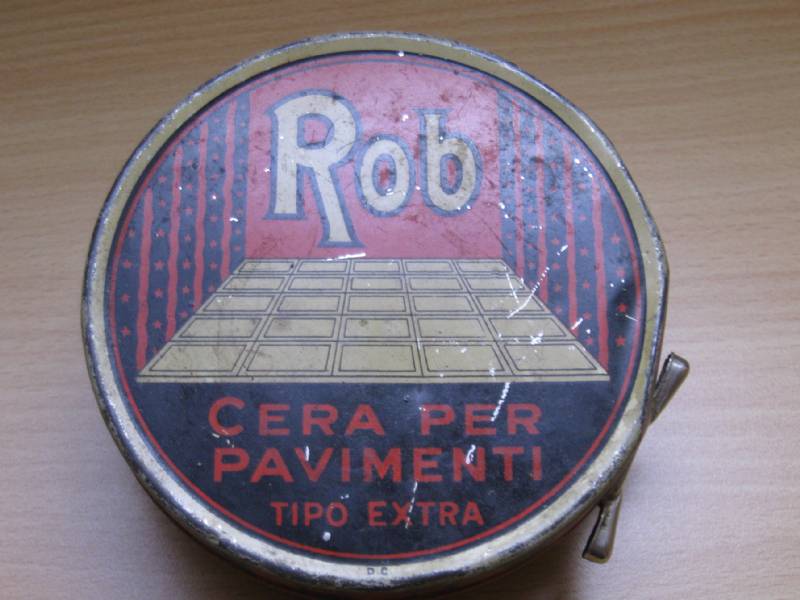 Rob
CERA PER
PAVIMENTI
TIPO EXTRA